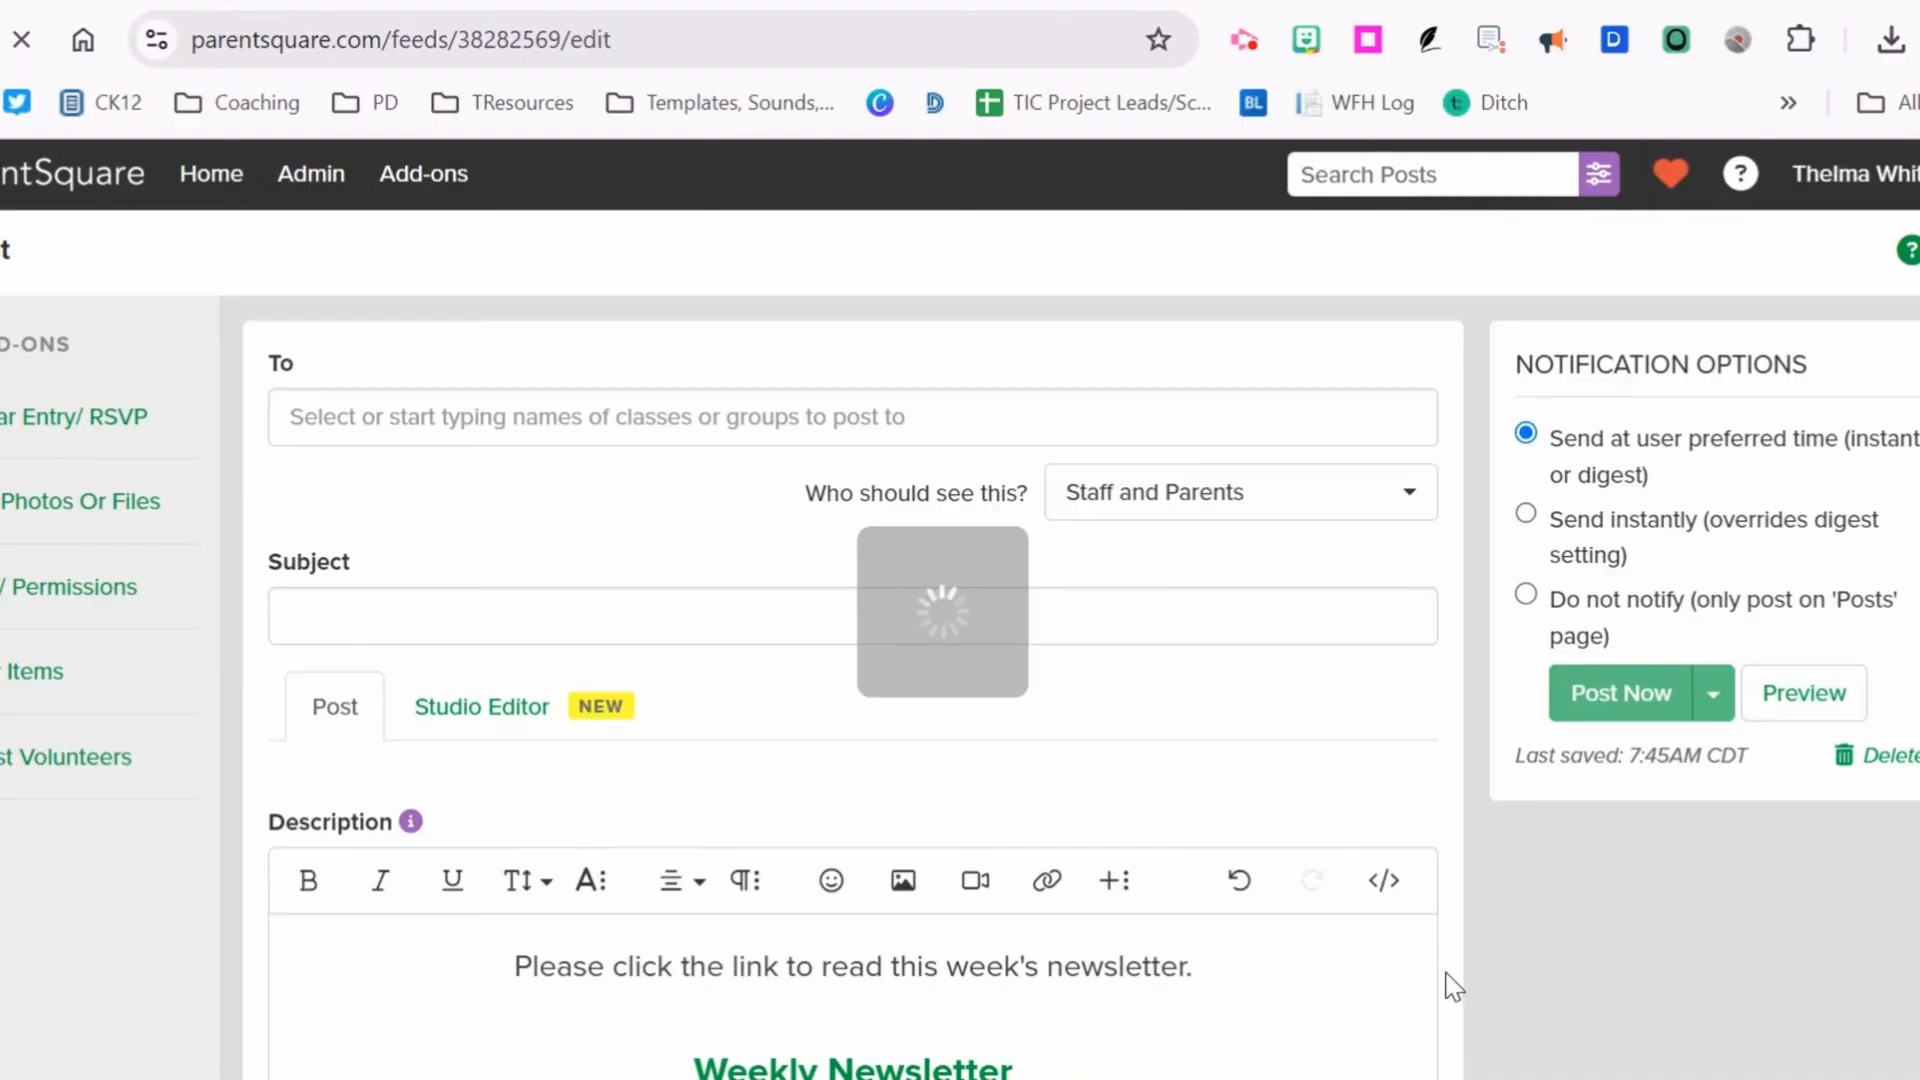 parentsquare.com/feeds/38282569/edit
CK12
Coaching
PD
TResources
Templates, Sounds,...
TIC Project Leads/Sc...
BL
WFH Log
Ditch
All
ntSquare
Home
Admin
Add-ons
Search Posts
Thelma Whit
t
D-ONS
ar Entry/ RSVP
Photos Or Files
/ Permissions
Items
st Volunteers
To
Select or start typing names of classes or groups to post to
Who should see this?
Staff and Parents
Subject
Post
Studio Editor
NEW
Description
Please click the link to read this week's newsletter.
Weekly Newsletter
NOTIFICATION OPTIONS
Send at user preferred time (instant
or digest)
Send instantly (overrides digest
setting)
Do not notify (only post on 'Posts'
page)
Post Now
Preview
Last saved: 7:45AM CDT
Delete